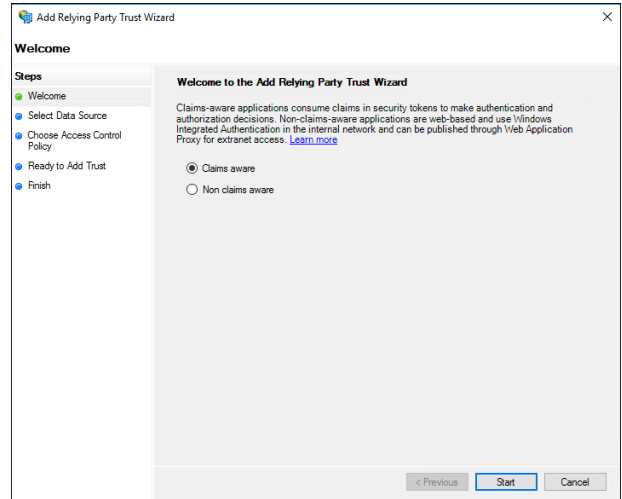 Add Relying Party Trust Wizard
Welcome
Steps
Welcome
Select Data Source
Choose Access Control
Policy
Ready to Add Trust
Finish
Welcome to the Add Relying Party Trust Wizard
Claims-aware applications consume claims in security tokens to make authentication and
authorization decisions. Non-claims-aware applications are web-based and use Windows
Integrated Authentication in the internal network and can be published through Web Application
Proxy for extranet access. Learn more
Claims aware
Non claims aware
< Previous
Start
Cancel